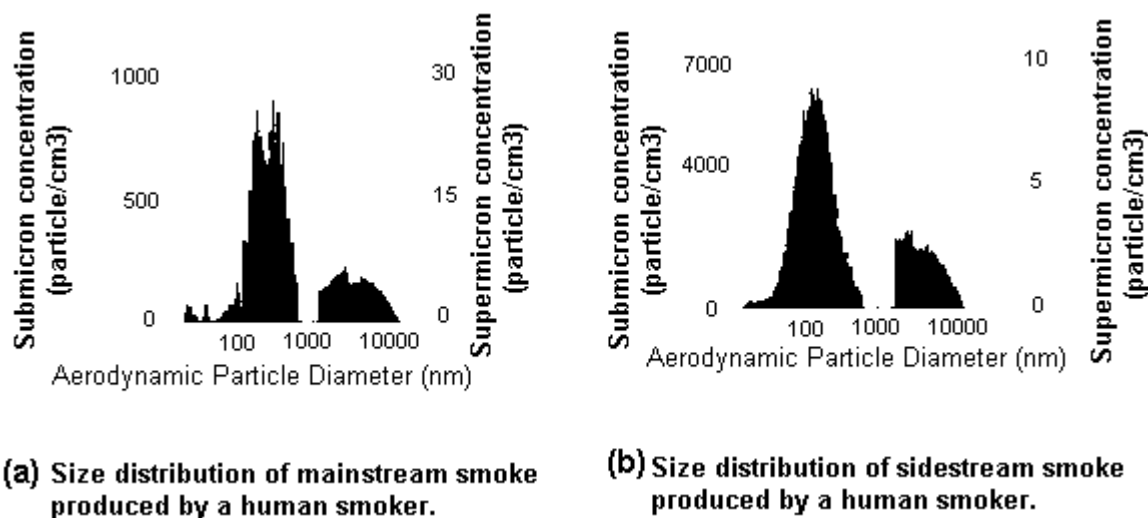 Submicron concentration
(particle/cm3)
1000
500
0
30
15
0
Supermicron concentration
(particle/cm3)
100 1000 10000
Aerodynamic Particle Diameter (nm)
(a) Size distribution of mainstream smoke
produced by a human smoker.
Submicron concentration
(particle/cm3)
7000
4000
0
10
5
0
Supermicron concentration
(particle/cm3)
100 1000 10000
Aerodynamic Particle Diameter (nm)
(b) Size distribution of sidestream smoke
produced by a human smoker.